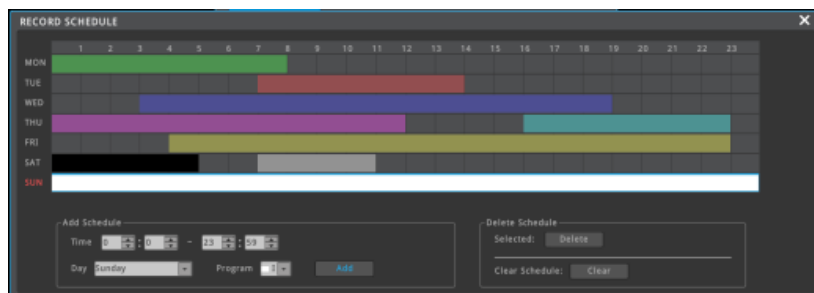 RECORD SCHEDULE
1 2 3 4 5 6 7 8 9 10 11 12 13 14 15 16 17 18 19 20 21 22 23
MON
TUE
WED
THU
FRI
SAT
SUN
Add Schedule
Time 0 : 0 - 23 : 59
Day Sunday Program 1 Add
Delete Schedule
Selected: Delete
Clear Schedule: Clear